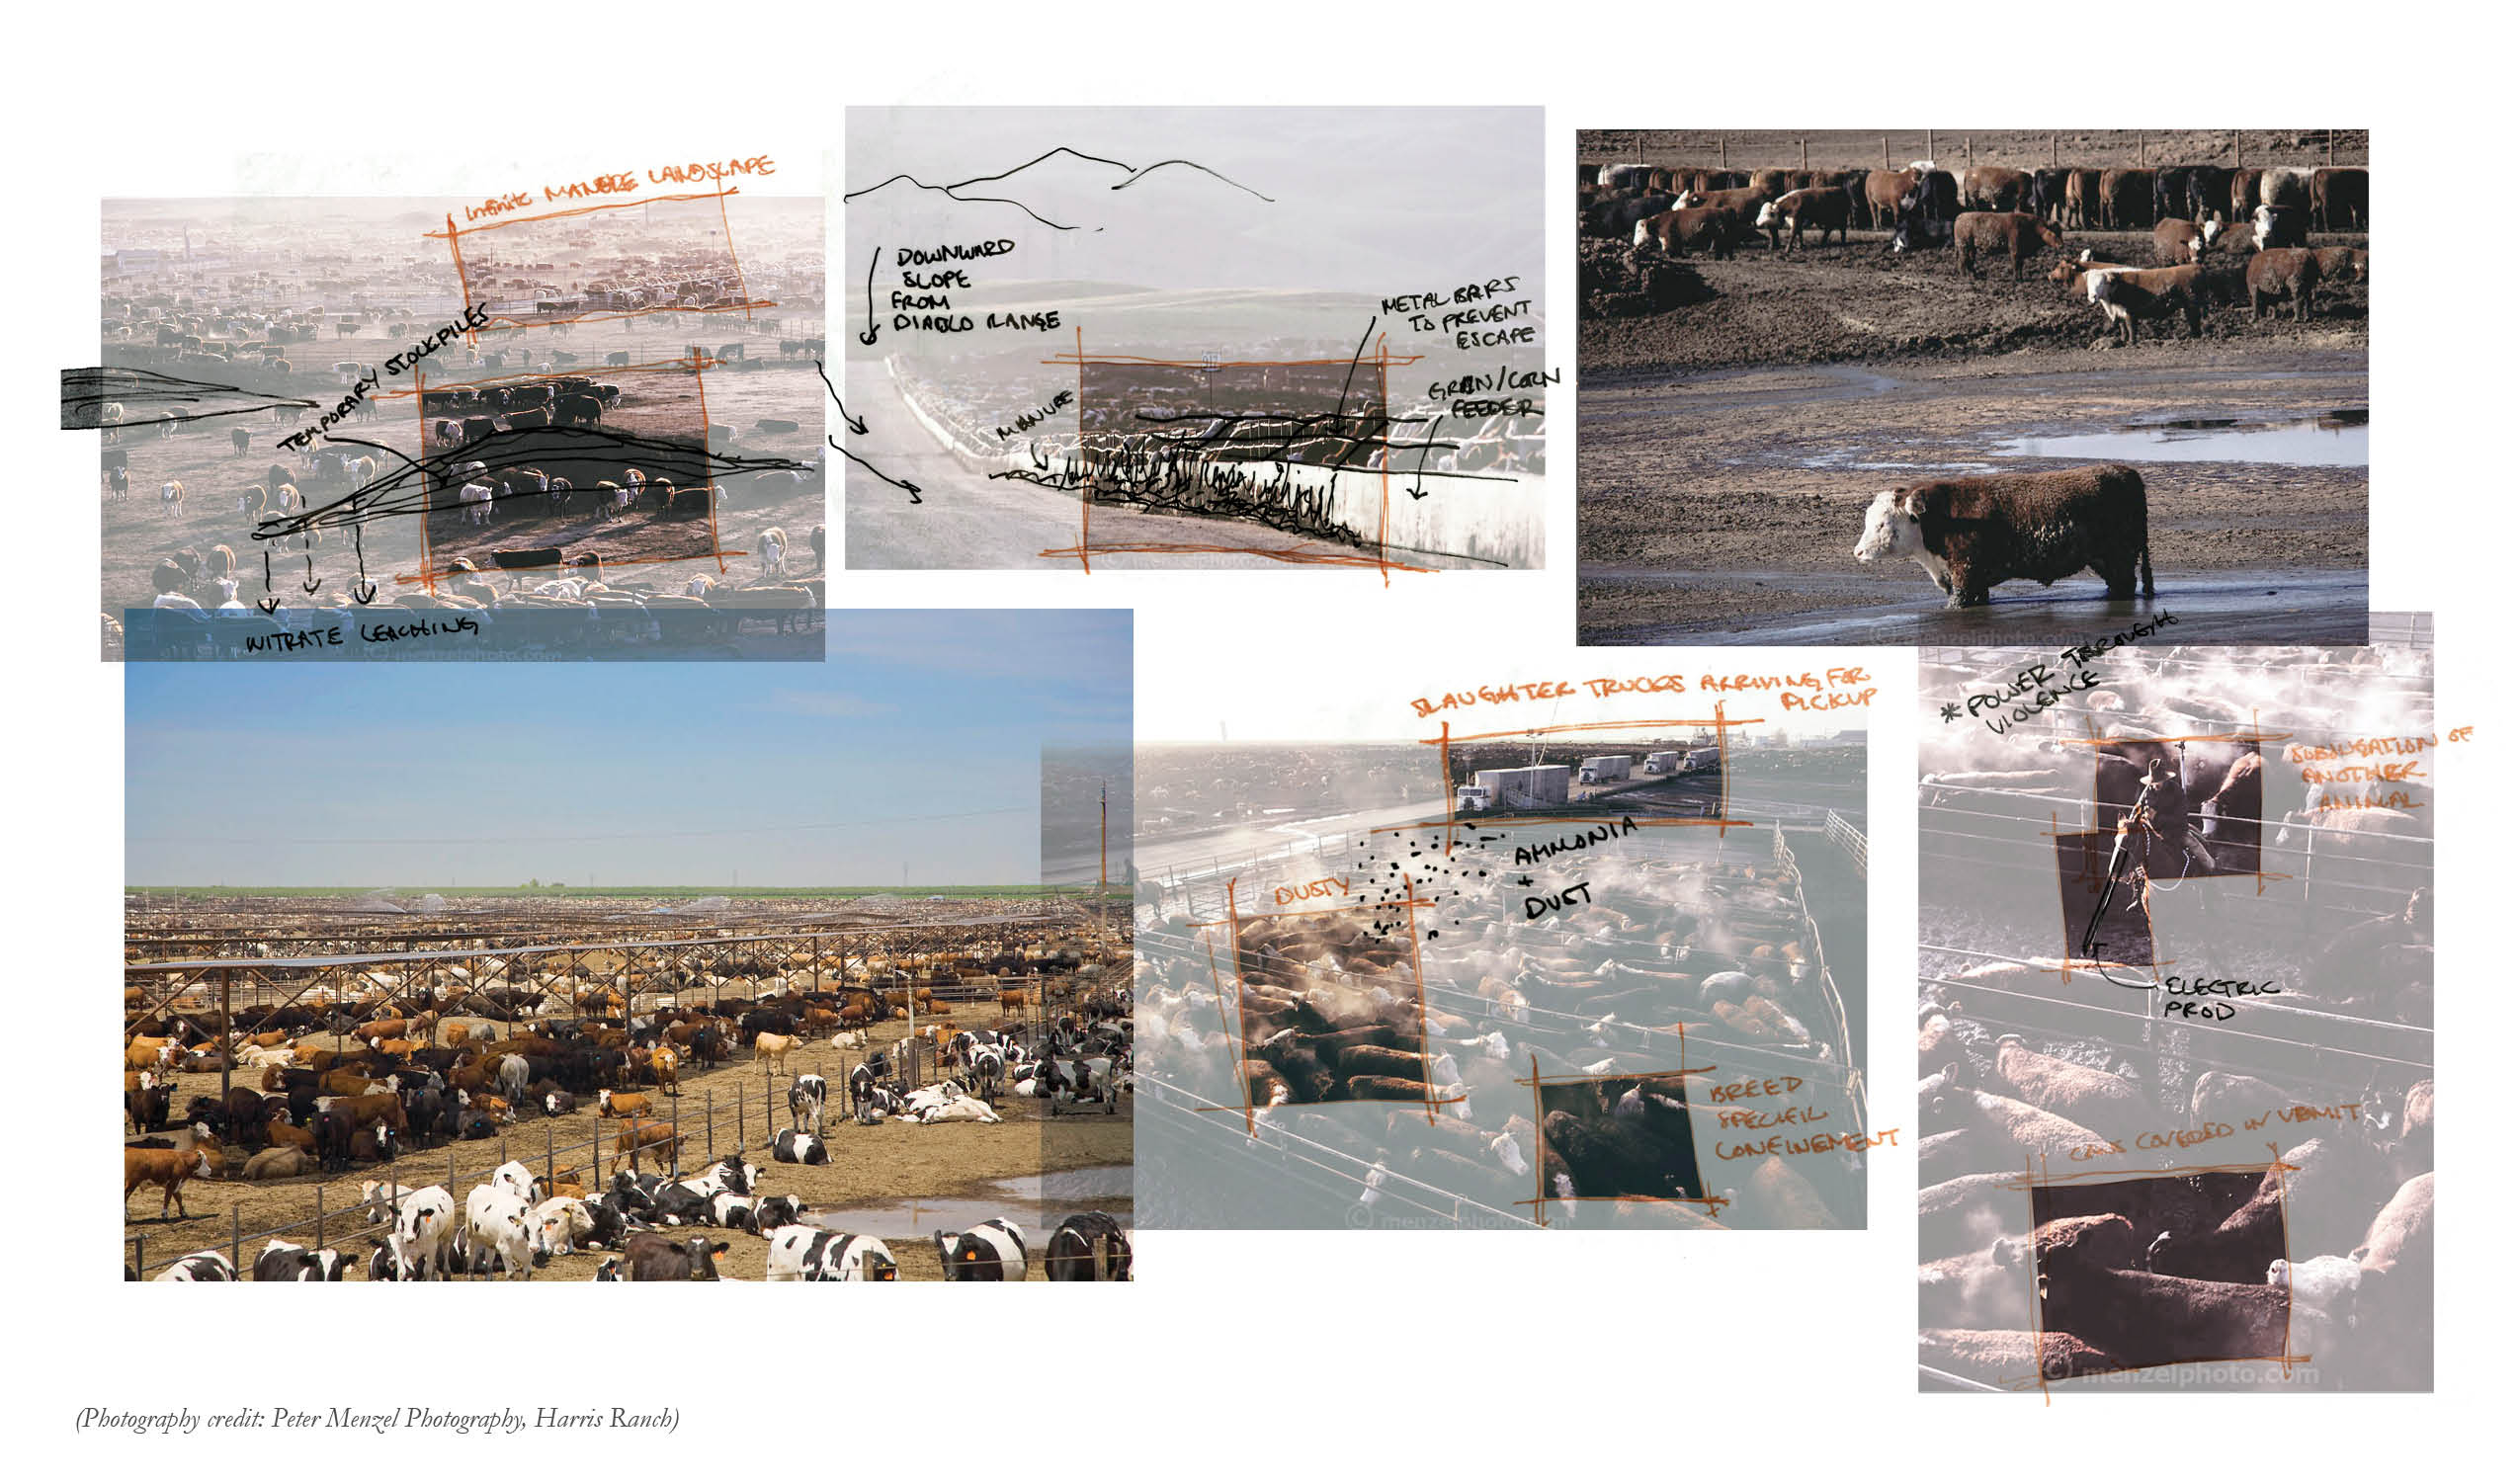 Infinite MANURE LANDSCAPE
TEMPORARY STOCKPILES
NITRATE LEACHING
© menzelphoto.com
DOWNWARD
SLOPE
FROM
DIABLO RANGE
MANURE
METAL BARS
TO PREVENT
ESCAPE
GRAIN/CORN
FEEDER
© menzelphoto.com
SLAUGHTER TRUCKS ARRIVING FOR
PICKUP
AMMONIA
+
DUST
DUSTY
BREED
SPECIFIC
CONFINEMENT
© menzelphoto.com
* POWER THROUGH
VIOLENCE
SUBJUGATION OF
ANOTHER
ANIMAL
ELECTRIC
PROD
COWS COVERED IN VOMIT
© menzelphoto.com
(Photography credit: Peter Menzel Photography, Harris Ranch)